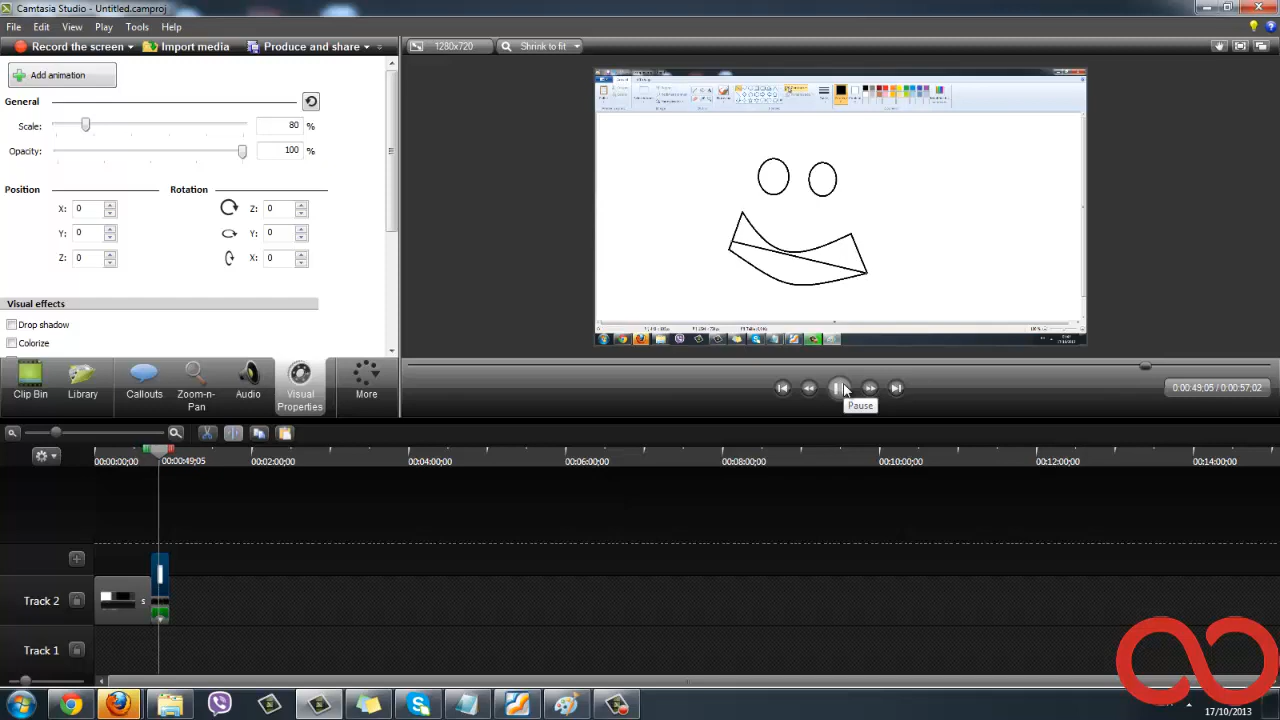 Camtasia Studio - Untitled.camproj
File Edit View Play Tools Help
Record the screen Import media Produce and share
1280x720 Shrink to fit
Add animation
General
Scale: 80 %
Opacity: 100 %
Position Rotation
X: 0 Z: 0
Y: 0 Y: 0
Z: 0 X: 0
Visual effects
Drop shadow
Colorize
Clip Bin Library Callouts Zoom-n-Pan Audio Visual Properties More
0:00:49;05 / 0:00:57;02
Pause
00:00:00;00 00:00:49;05 00:02:00;00 00:04:00;00 00:06:00;00 00:08:00;00 00:10:00;00 00:12:00;00 00:14:00;00
Track 2 s
Track 1
17/10/2013